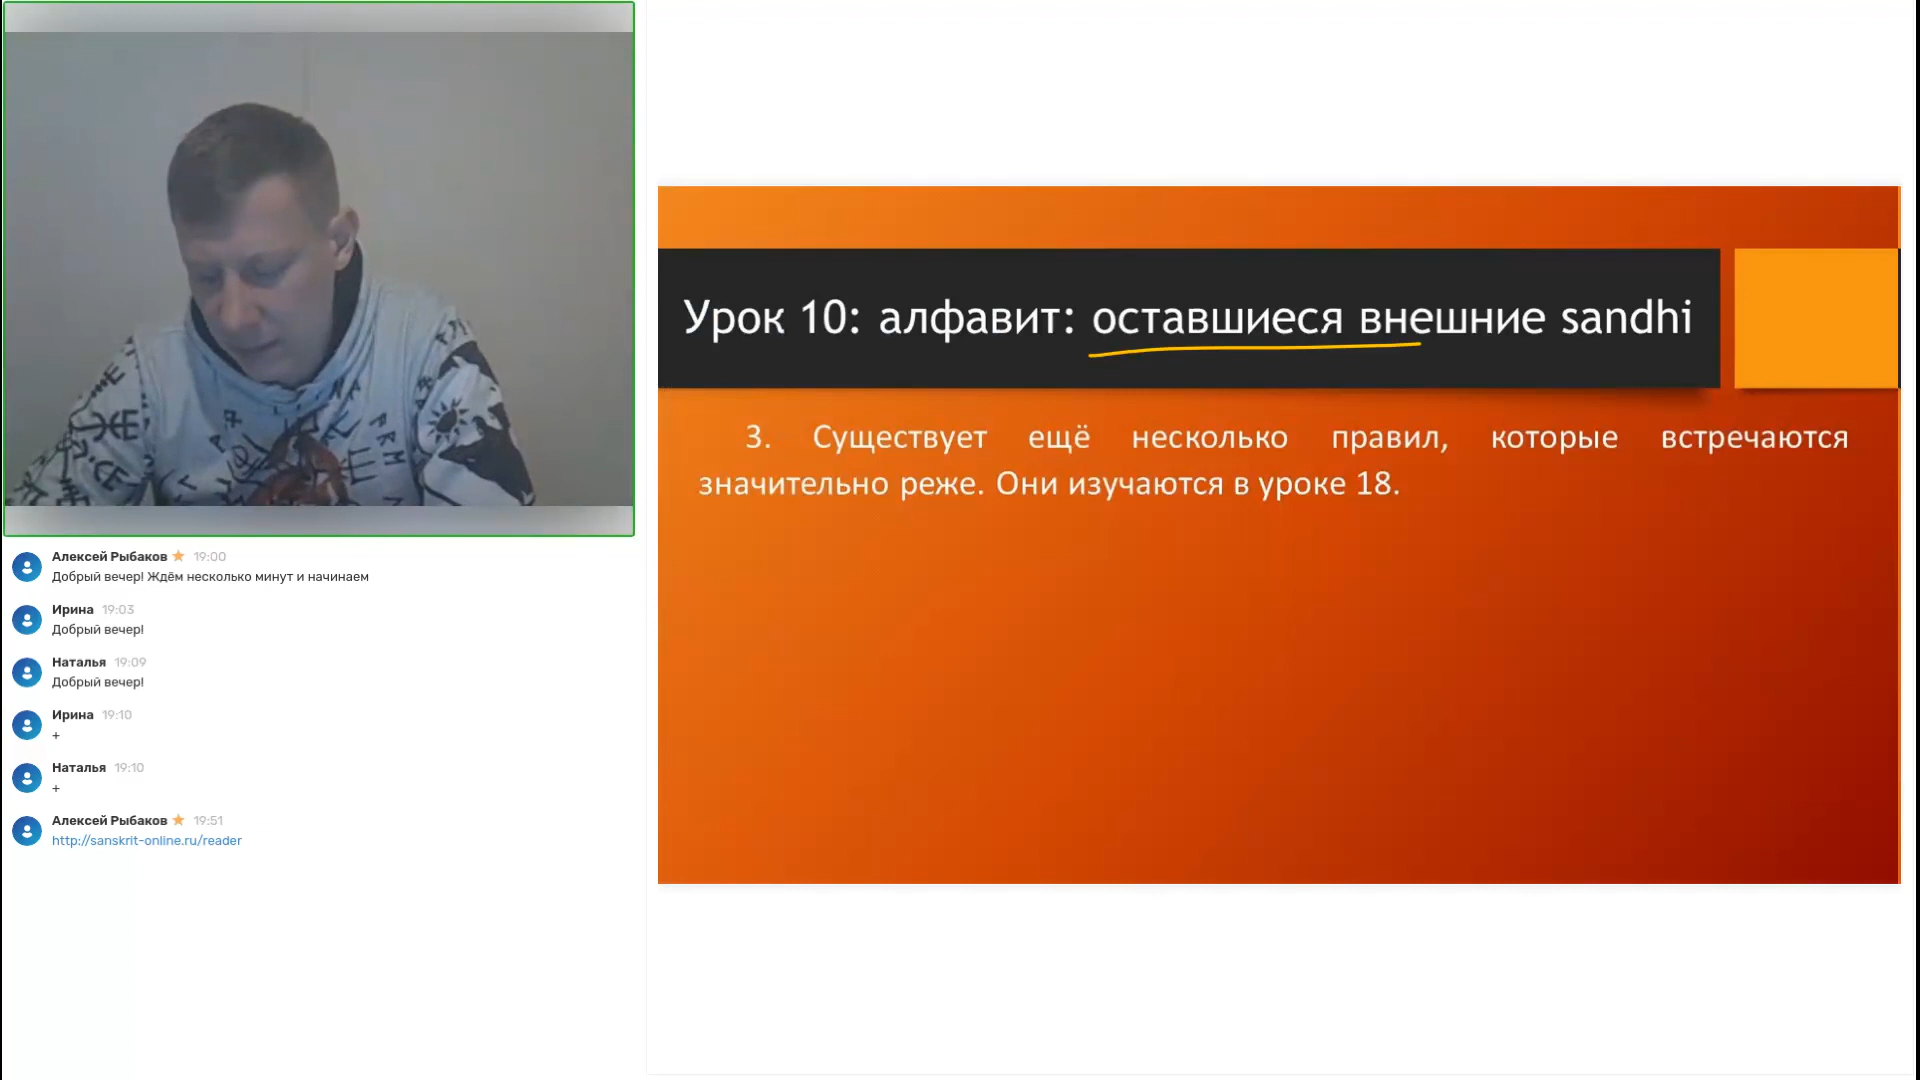 Алексей Рыбаков 19:00
Добрый вечер! Ждём несколько минут и начинаем
Ирина 19:03
Добрый вечер!
Наталья 19:09
Добрый вечер!
Ирина 19:10
+
Наталья 19:10
+
Алексей Рыбаков 19:51
http://sanskrit-online.ru/reader
Урок 10: алфавит: оставшиеся внешние sandhi
3. Существует ещё несколько правил, которые встречаются
значительно реже. Они изучаются в уроке 18.